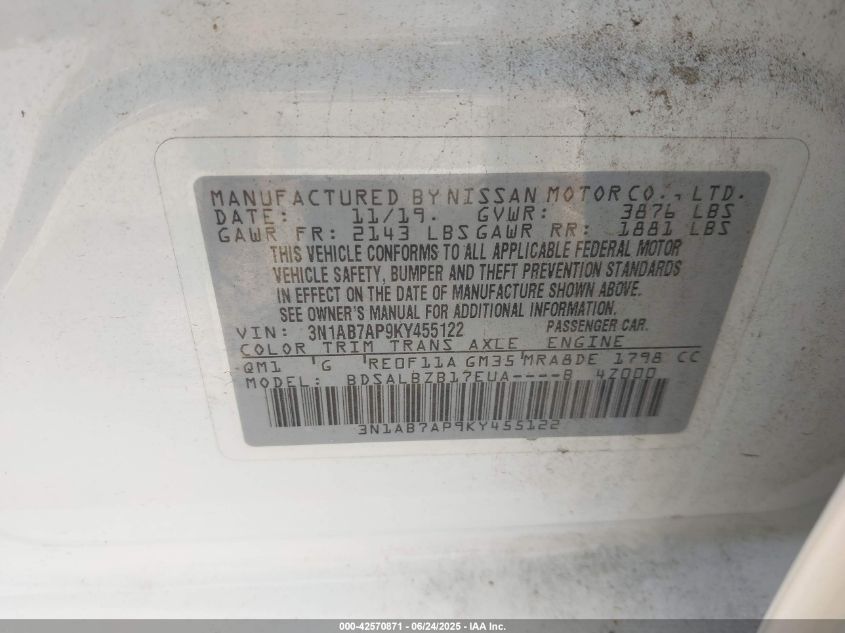 MANUFACTURED BY NISSAN MOTOR CO., LTD.
DATE: 11/19. GVWR: 3876 LBS
GAWR FR: 2143 LBS GAWR RR: 1881 LBS
THIS VEHICLE CONFORMS TO ALL APPLICABLE FEDERAL MOTOR
VEHICLE SAFETY, BUMPER AND THEFT PREVENTION STANDARDS
IN EFFECT ON THE DATE OF MANUFACTURE SHOWN ABOVE.
SEE OWNER'S MANUAL FOR ADDITIONAL INFORMATION.
VIN: 3N1AB7AP9KY455122 PASSENGER CAR.
COLOR TRIM TRANS AXLE ENGINE
QM1 G RE0F11A GM35 MRA8DE 1798 CC
MODEL: BDSALBZB17EUA----B 4Z000
3N1AB7AP9KY455122
000-42570871 - 06/24/2025 - IAA Inc.